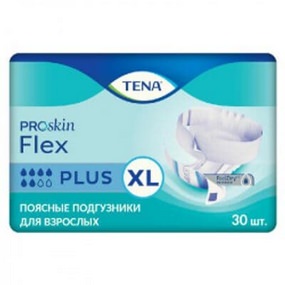 TENA
PROskin
Flex
PLUS XL
ПОЯСНЫЕ ПОДГУЗНИКИ
ДЛЯ ВЗРОСЛЫХ
30 шт.